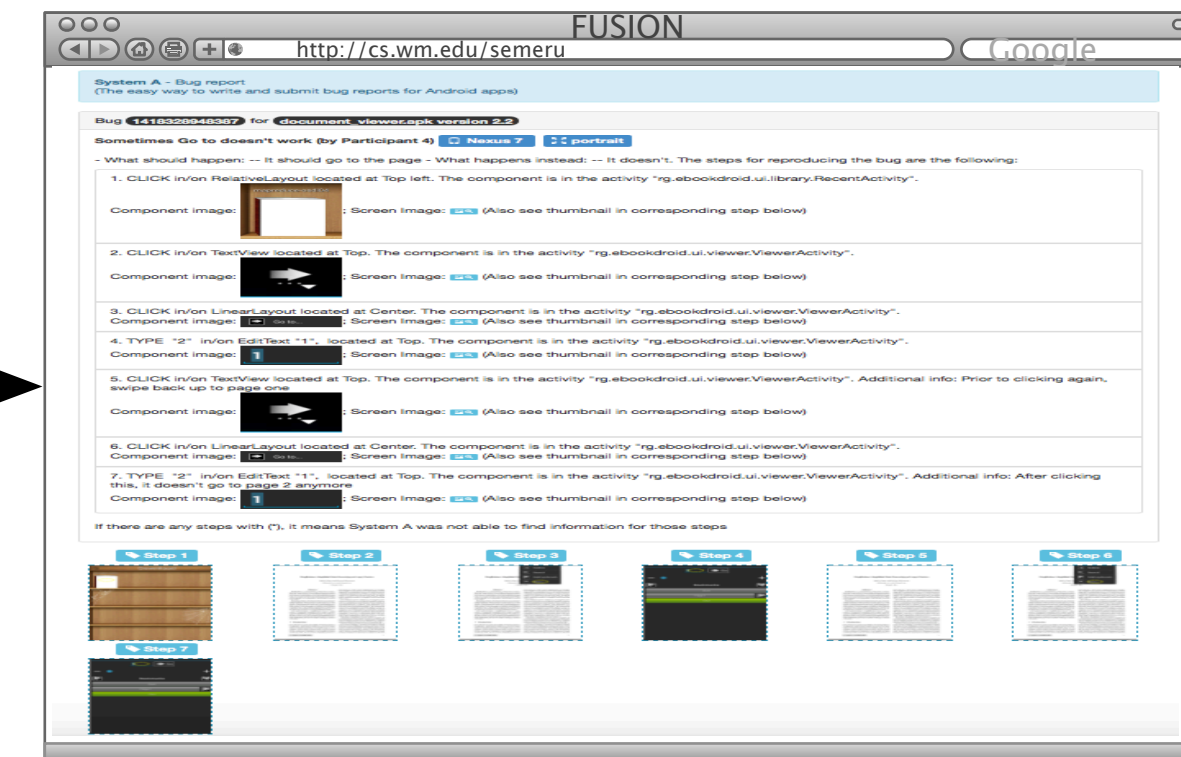 FUSION
http://cs.wm.edu/semeru
Google
System A - Bug report
(The easy way to write and submit bug reports for Android apps)
Bug 1418328948387 for document_viewer.apk version 2.2
Sometimes Go to doesn't work (by Participant 4) Nexus 7 portrait
- What should happen: -- It should go to the page - What happens instead: -- It doesn't. The steps for reproducing the bug are the following:
1. CLICK in/on RelativeLayout located at Top left. The component is in the activity "rg.ebookdroid.ui.library.RecentActivity".
Component image: ; Screen Image: (Also see thumbnail in corresponding step below)
2. CLICK in/on TextView located at Top. The component is in the activity "rg.ebookdroid.ui.viewer.ViewerActivity".
Component image: ; Screen Image: (Also see thumbnail in corresponding step below)
3. CLICK in/on LinearLayout located at Center. The component is in the activity "rg.ebookdroid.ui.viewer.ViewerActivity".
Component image: Go to... ; Screen Image: (Also see thumbnail in corresponding step below)
4. TYPE "2" in/on EditText "1", located at Top. The component is in the activity "rg.ebookdroid.ui.viewer.ViewerActivity".
Component image: 1 ; Screen Image: (Also see thumbnail in corresponding step below)
5. CLICK in/on TextView located at Top. The component is in the activity "rg.ebookdroid.ui.viewer.ViewerActivity". Additional info: Prior to clicking again,
swipe back up to page one
Component image: ; Screen Image: (Also see thumbnail in corresponding step below)
6. CLICK in/on LinearLayout located at Center. The component is in the activity "rg.ebookdroid.ui.viewer.ViewerActivity".
Component image: Go to... ; Screen Image: (Also see thumbnail in corresponding step below)
7. TYPE "2" in/on EditText "1", located at Top. The component is in the activity "rg.ebookdroid.ui.viewer.ViewerActivity". Additional info: After clicking
this, it doesn't go to page 2 anymore
Component image: 1 ; Screen Image: (Also see thumbnail in corresponding step below)
If there are any steps with (*), it means System A was not able to find information for those steps
Step 1 Step 2 Step 3 Step 4 Step 5 Step 6
Step 7